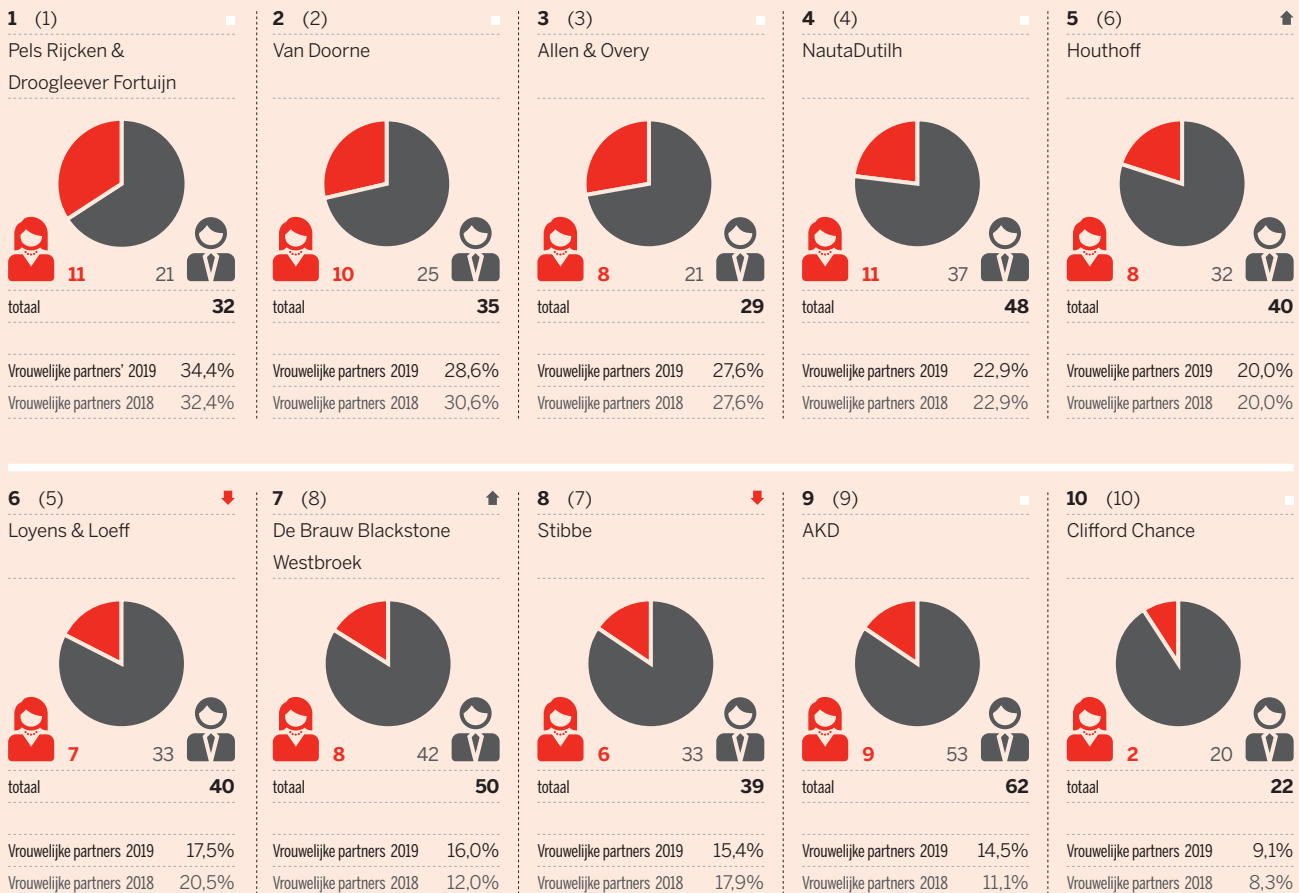 1 (1)
Pels Rijcken &
Droogleever Fortuijn
11 21
totaal 32
Vrouwelijke partners' 2019 34,4%
Vrouwelijke partners 2018 32,4%
2 (2)
Van Doorne
10 25
totaal 35
Vrouwelijke partners 2019 28,6%
Vrouwelijke partners 2018 30,6%
3 (3)
Allen & Overy
8 21
totaal 29
Vrouwelijke partners 2019 27,6%
Vrouwelijke partners 2018 27,6%
4 (4)
NautaDutilh
11 37
totaal 48
Vrouwelijke partners 2019 22,9%
Vrouwelijke partners 2018 22,9%
5 (6)
Houthoff
8 32
totaal 40
Vrouwelijke partners 2019 20,0%
Vrouwelijke partners 2018 20,0%
6 (5)
Loyens & Loeff
7 33
totaal 40
Vrouwelijke partners 2019 17,5%
Vrouwelijke partners 2018 20,5%
7 (8)
De Brauw Blackstone
Westbroek
8 42
totaal 50
Vrouwelijke partners 2019 16,0%
Vrouwelijke partners 2018 12,0%
8 (7)
Stibbe
6 33
totaal 39
Vrouwelijke partners 2019 15,4%
Vrouwelijke partners 2018 17,9%
9 (9)
AKD
9 53
totaal 62
Vrouwelijke partners 2019 14,5%
Vrouwelijke partners 2018 11,1%
10 (10)
Clifford Chance
2 20
totaal 22
Vrouwelijke partners 2019 9,1%
Vrouwelijke partners 2018 8,3%